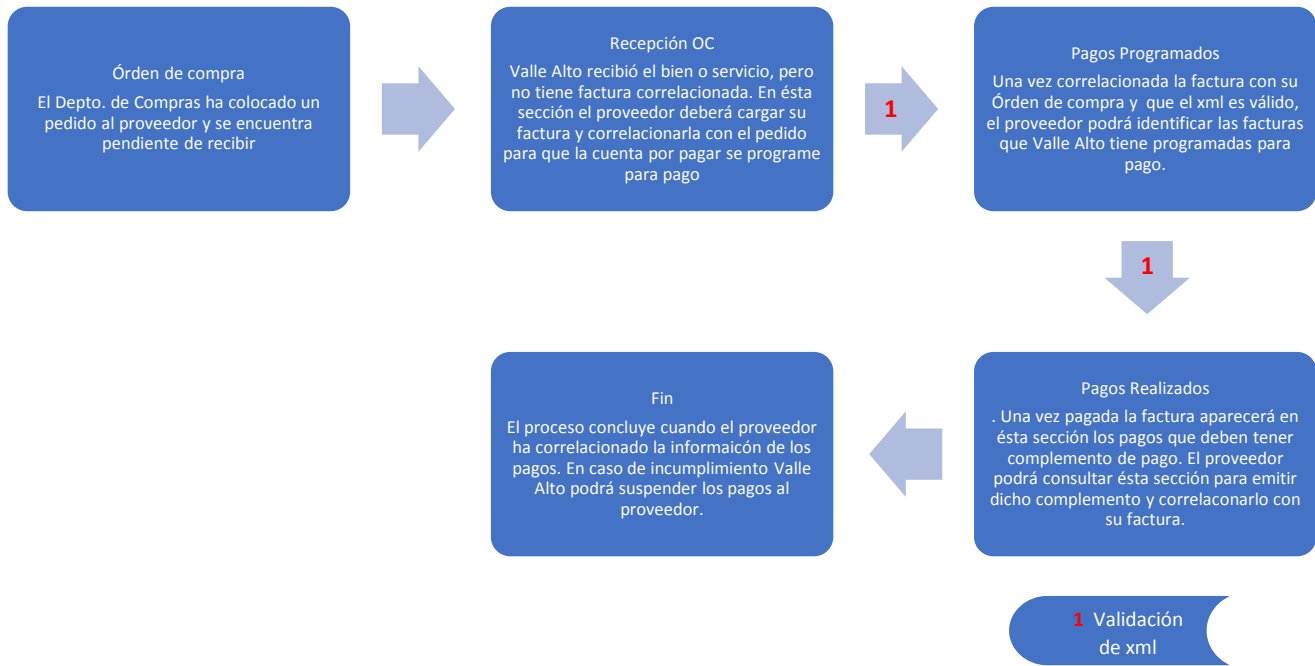 Órden de compra
El Depto. de Compras ha colocado un
pedido al proveedor y se encuentra
pendiente de recibir
Recepción OC
Valle Alto recibió el bien o servicio, pero
no tiene factura correlacionada. En ésta
sección el proveedor deberá cargar su
factura y correlacionarla con el pedido
para que la cuenta por pagar se programe
para pago
1
Pagos Programados
Una vez correlacionada la factura con su
Órden de compra y que el xml es válido,
el proveedor podrá identificar las facturas
que Valle Alto tiene programadas para
pago.
1
Pagos Realizados
. Una vez pagada la factura aparecerá en
ésta sección los pagos que deben tener
complemento de pago. El proveedor
podrá consultar ésta sección para emitir
dicho complemento y correlaconarlo con
su factura.
Fin
El proceso concluye cuando el proveedor
ha correlacionado la informaicón de los
pagos. En caso de incumplimiento Valle
Alto podrá suspender los pagos al
proveedor.
1 Validación
de xml